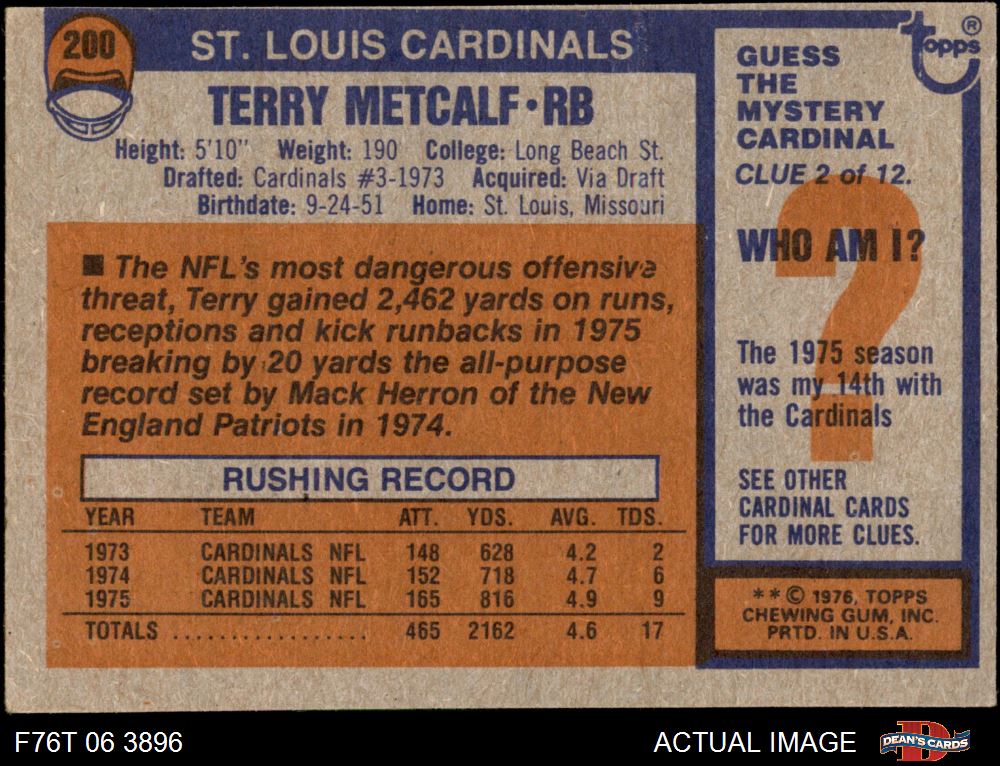 200
ST. LOUIS CARDINALS
TERRY METCALF•RB
Height: 5'10" Weight: 190 College: Long Beach St.
Drafted: Cardinals #3-1973 Acquired: Via Draft
Birthdate: 9-24-51 Home: St. Louis, Missouri
■ The NFL's most dangerous offensive
threat, Terry gained 2,462 yards on runs,
receptions and kick runbacks in 1975
breaking by 20 yards the all-purpose
record set by Mack Herron of the New
England Patriots in 1974.
RUSHING RECORD
YEAR TEAM ATT. YDS. AVG. TDS.
1973 CARDINALS NFL 148 628 4.2 2
1974 CARDINALS NFL 152 718 4.7 6
1975 CARDINALS NFL 165 816 4.9 9
TOTALS .................. 465 2162 4.6 17
topps ®
GUESS
THE
MYSTERY
CARDINAL
CLUE 2 of 12.
?
WHO AM I?
The 1975 season
was my 14th with
the Cardinals
SEE OTHER
CARDINAL CARDS
FOR MORE CLUES.
**© 1976, TOPPS
CHEWING GUM, INC.
PRTD. IN U.S.A.
F76T 06 3896
ACTUAL IMAGE
D
DEAN'S CARDS